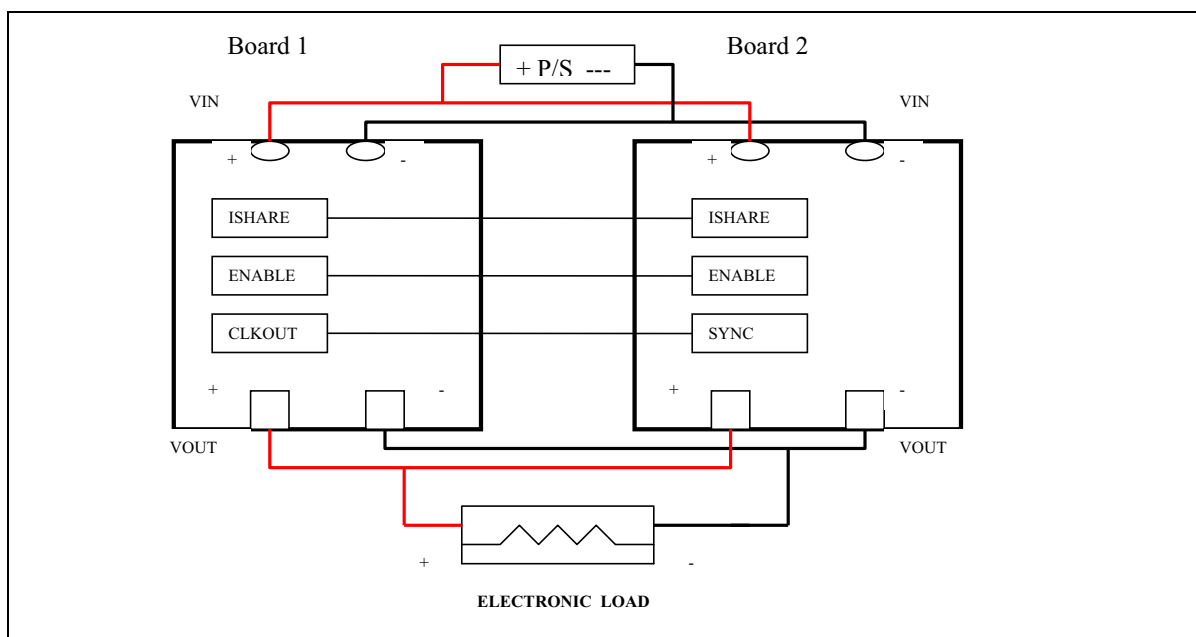 Board 1
Board 2
+ P/S ---
VIN
VIN
+
-
+
-
ISHARE
ISHARE
ENABLE
ENABLE
CLKOUT
SYNC
+
-
+
-
VOUT
VOUT
+
-
ELECTRONIC LOAD